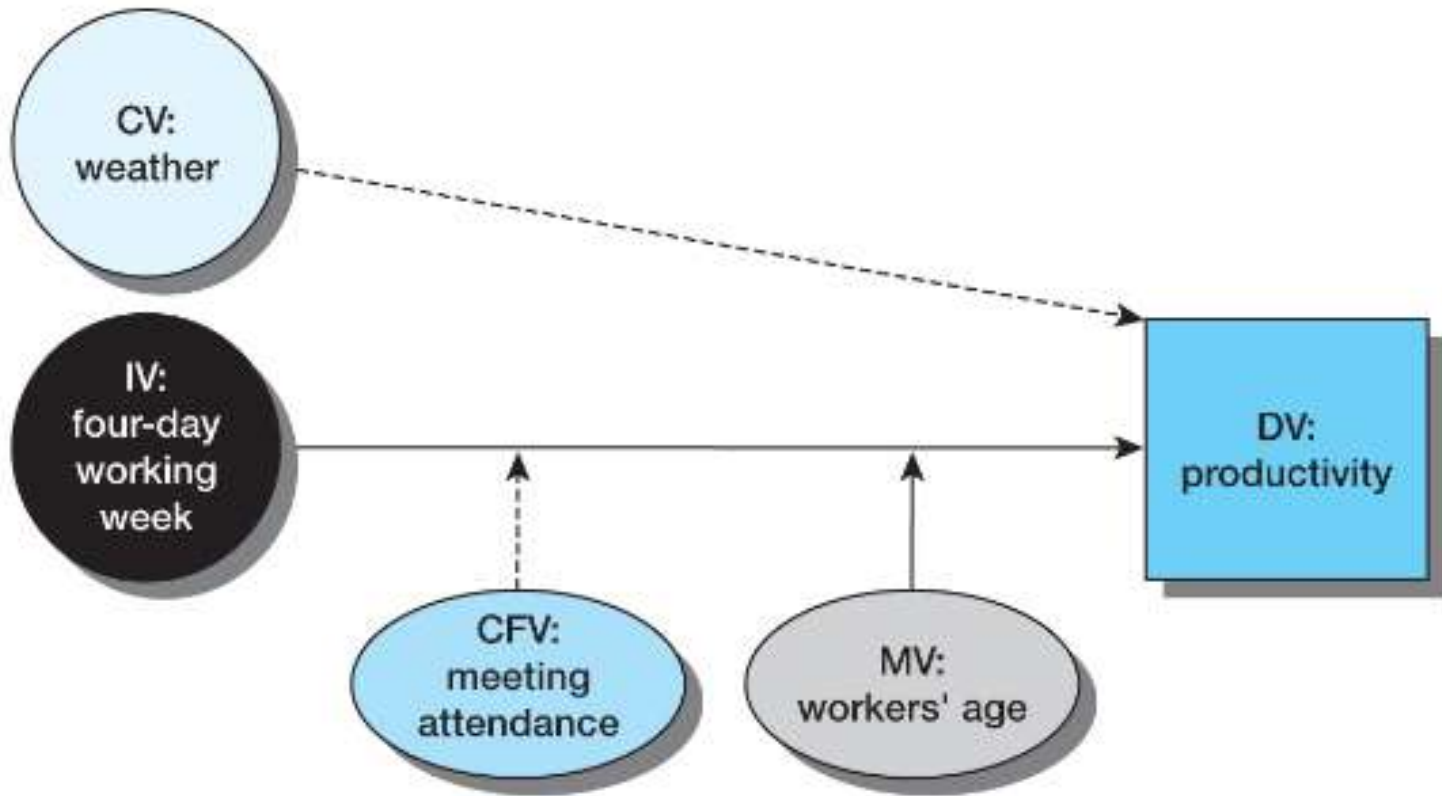 CV:
weather
IV:
four-day
working
week
DV:
productivity
CFV:
meeting
attendance
MV:
workers' age